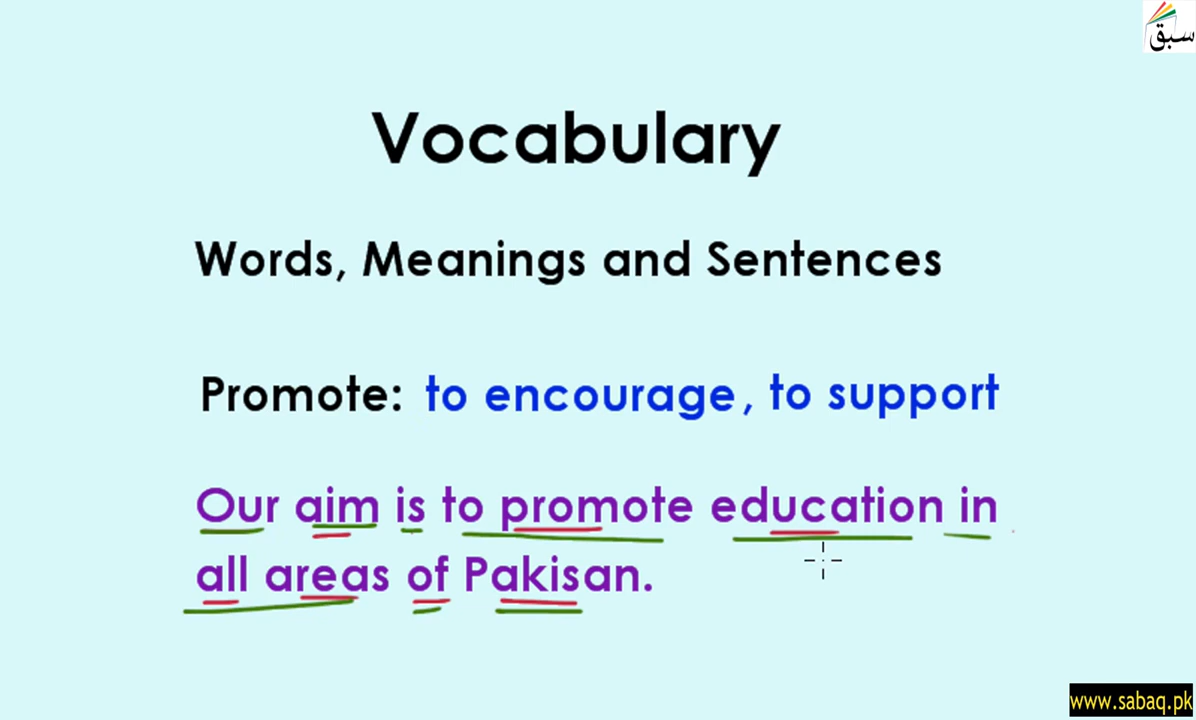 سبق
Vocabulary
Words, Meanings and Sentences
Promote: to encourage, to support
Our aim is to promote education in
all areas of Pakisan.
www.sabaq.pk